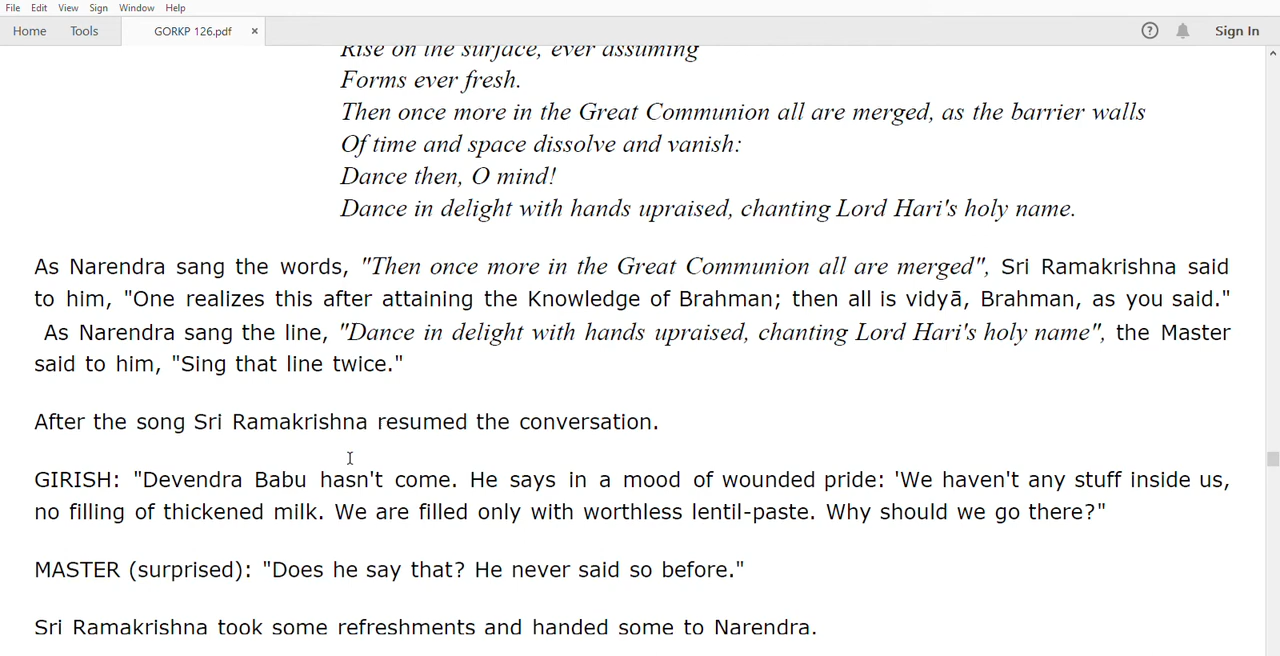 File Edit View Sign Window Help
Home Tools GORKP 126.pdf × ? Sign In
Rise on the surface, ever assuming
Forms ever fresh.
Then once more in the Great Communion all are merged, as the barrier walls
Of time and space dissolve and vanish:
Dance then, O mind!
Dance in delight with hands upraised, chanting Lord Hari's holy name.
As Narendra sang the words, "Then once more in the Great Communion all are merged", Sri Ramakrishna said
to him, "One realizes this after attaining the Knowledge of Brahman; then all is vidyā, Brahman, as you said."
As Narendra sang the line, "Dance in delight with hands upraised, chanting Lord Hari's holy name", the Master
said to him, "Sing that line twice."
After the song Sri Ramakrishna resumed the conversation.
GIRISH: "Devendra Babu hasn't come. He says in a mood of wounded pride: 'We haven't any stuff inside us,
no filling of thickened milk. We are filled only with worthless lentil-paste. Why should we go there?"
MASTER (surprised): "Does he say that? He never said so before."
Sri Ramakrishna took some refreshments and handed some to Narendra.